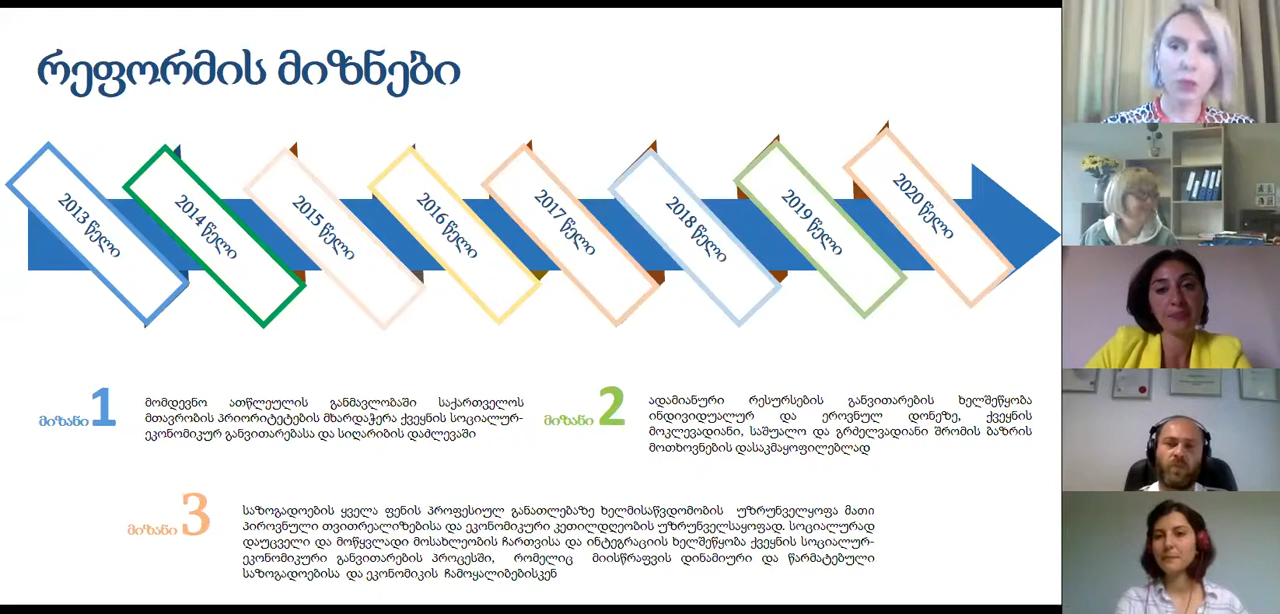 რეფორმის მიზნები
2013 წელი
2014 წელი
2015 წელი
2016 წელი
2017 წელი
2018 წელი
2019 წელი
2020 წელი
მიზანი 1
მომდევნო ათწლეულის განმავლობაში საქართველოს
მთავრობის პრიორიტეტების მხარდაჭერა ქვეყნის სოციალურ-
ეკონომიკურ განვითარებასა და სიღარიბის დაძლევაში
მიზანი 2
ადამიანური რესურსების განვითარების ხელშეწყობა
ინდივიდუალურ და ეროვნულ დონეზე, ქვეყნის
მოკლევადიანი, საშუალო და გრძელვადიანი შრომის ბაზრის
მოთხოვნების დასაკმაყოფილებლად
მიზანი 3
საზოგადოების ყველა ფენის პროფესიულ განათლებაზე ხელმისაწვდომობის უზრუნველყოფა მათი
პიროვნული თვითრეალიზებისა და ეკონომიკური კეთილდღეობის უზრუნველსაყოფად. სოციალურად
დაუცველი და მოწყვლადი მოსახლეობის ჩართვისა და ინტეგრაციის ხელშეწყობა ქვეყნის სოციალურ-
ეკონომიკური განვითარების პროცესში, რომელიც მიისწრაფვის დინამიური და წარმატებული
საზოგადოებისა და ეკონომიკის ჩამოყალიბებისკენ